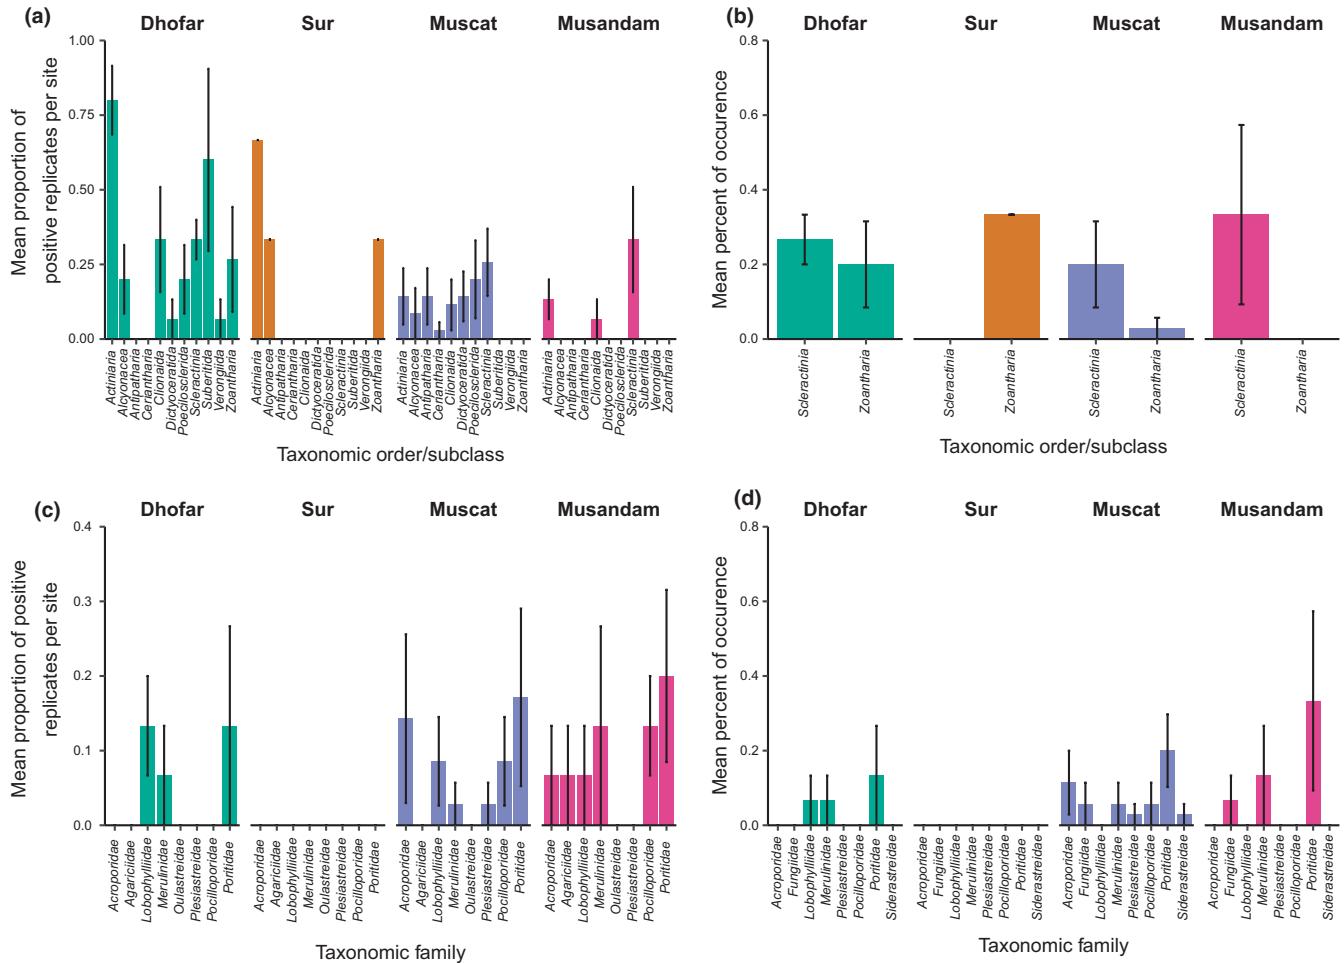 (a)
Dhofar Sur Muscat Musandam
Mean proportion of
positive replicates per site
1.00
0.75
0.50
0.25
0.00
Actiniaria Alcyonacea Antipatharia Ceriantharia Clionaida Dictyoceratida Poecilosclerida Scleractinia Suberitida Verongiida Zoantharia
Actiniaria Alcyonacea Antipatharia Ceriantharia Clionaida Dictyoceratida Poecilosclerida Scleractinia Suberitida Verongiida Zoantharia
Actiniaria Alcyonacea Antipatharia Ceriantharia Clionaida Dictyoceratida Poecilosclerida Scleractinia Suberitida Verongiida Zoantharia
Actiniaria Alcyonacea Antipatharia Ceriantharia Clionaida Dictyoceratida Poecilosclerida Scleractinia Suberitida Verongiida Zoantharia
Taxonomic order/subclass
(b)
Dhofar Sur Muscat Musandam
Mean percent of occurence
0.8
0.6
0.4
0.2
0.0
Scleractinia Zoantharia
Scleractinia Zoantharia
Scleractinia Zoantharia
Scleractinia Zoantharia
Taxonomic order/subclass
(c)
Dhofar Sur Muscat Musandam
Mean proportion of positive
replicates per site
0.4
0.3
0.2
0.1
0.0
Acroporidae Agariciidae Lobophylliidae Merulinidae Oulastreidae Plesiastreidae Pocilloporidae Poritidae
Acroporidae Agariciidae Lobophylliidae Merulinidae Oulastreidae Plesiastreidae Pocilloporidae Poritidae
Acroporidae Agariciidae Lobophylliidae Merulinidae Oulastreidae Plesiastreidae Pocilloporidae Poritidae
Acroporidae Agariciidae Lobophylliidae Merulinidae Oulastreidae Plesiastreidae Pocilloporidae Poritidae
Taxonomic family
(d)
Dhofar Sur Muscat Musandam
Mean percent of occurence
0.8
0.6
0.4
0.2
0.0
Acroporidae Fungiidae Lobophylliidae Merulinidae Plesiastreidae Pocilloporidae Poritidae Siderastreidae
Acroporidae Fungiidae Lobophylliidae Merulinidae Plesiastreidae Pocilloporidae Poritidae Siderastreidae
Acroporidae Fungiidae Lobophylliidae Merulinidae Plesiastreidae Pocilloporidae Poritidae Siderastreidae
Acroporidae Fungiidae Lobophylliidae Merulinidae Plesiastreidae Pocilloporidae Poritidae Siderastreidae
Taxonomic family